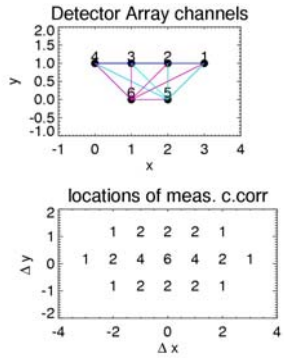 Detector Array channels
2.0
1.5
1.0
0.5
0.0
-0.5
-1.0
y
4 3 2 1
6 5
-1 0 1 2 3 4
x
locations of meas. c.corr
2
1
0
-1
-2
Δ y
1 2 2 2 1
1 2 4 6 4 2 1
1 2 2 2 1
-4 -2 0 2 4
Δ x